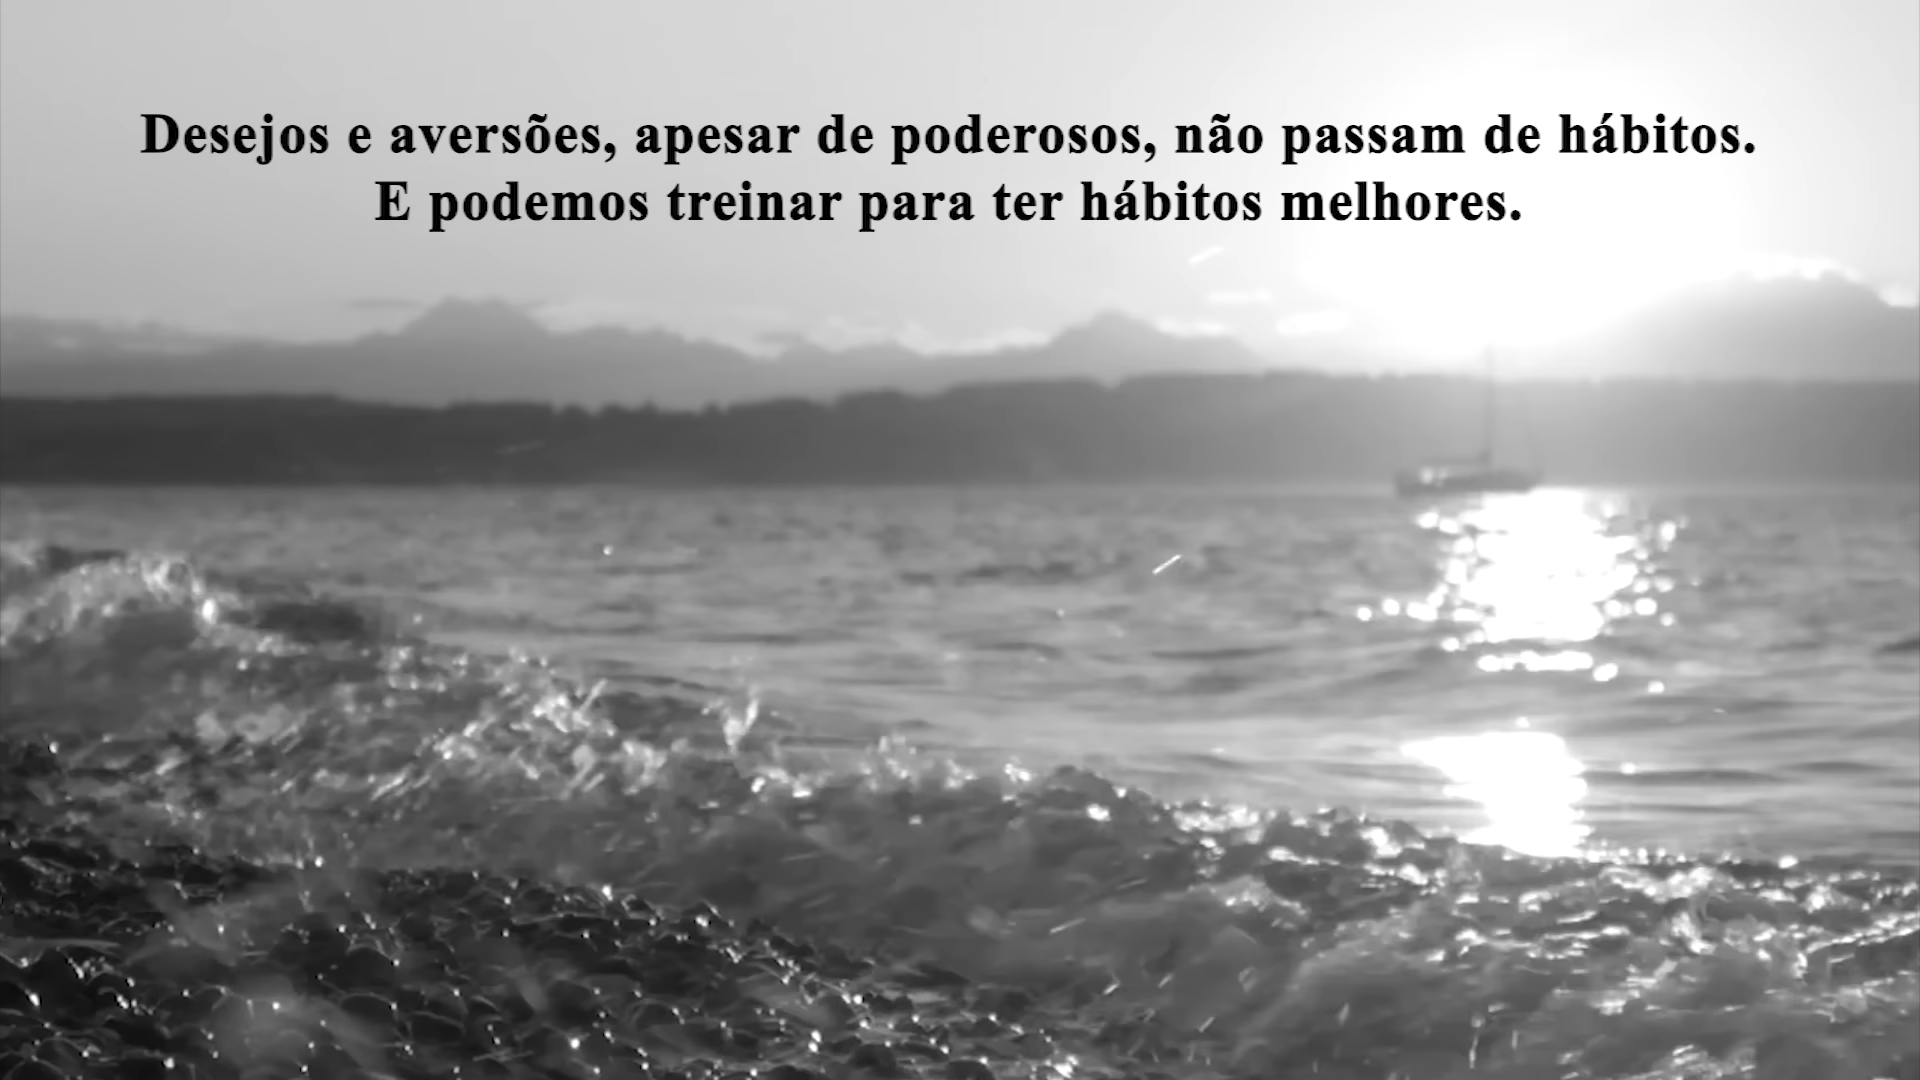 Desejos e aversões, apesar de poderosos, não passam de hábitos.
E podemos treinar para ter hábitos melhores.